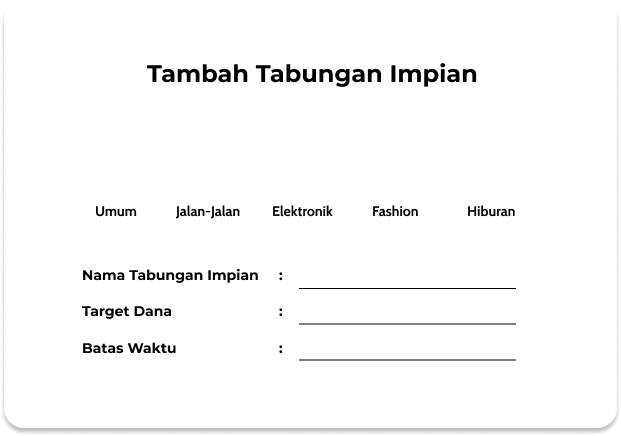 Tambah Tabungan Impian
Umum Jalan-Jalan Elektronik Fashion Hiburan
Nama Tabungan Impian :
Target Dana :
Batas Waktu :